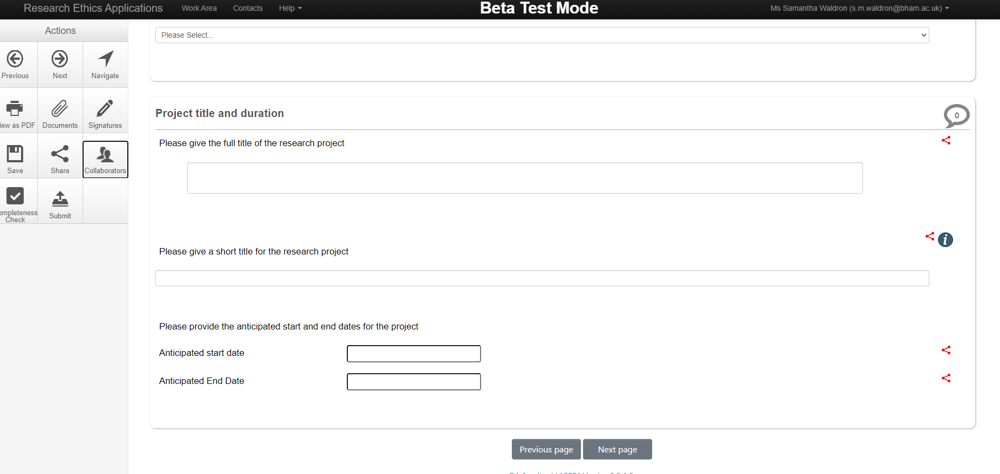 Research Ethics Applications Work Area Contacts Help Beta Test Mode Ms Samantha Waldron (s.m.waldron@bham.ac.uk)
Actions
Please Select...
Previous Next Navigate
iew as PDF Documents Signatures
Save Share Collaborators
ompleteness
Check Submit
Project title and duration
0
Please give the full title of the research project
i
Please give a short title for the research project
Please provide the anticipated start and end dates for the project
Anticipated start date
Anticipated End Date
Previous page Next page